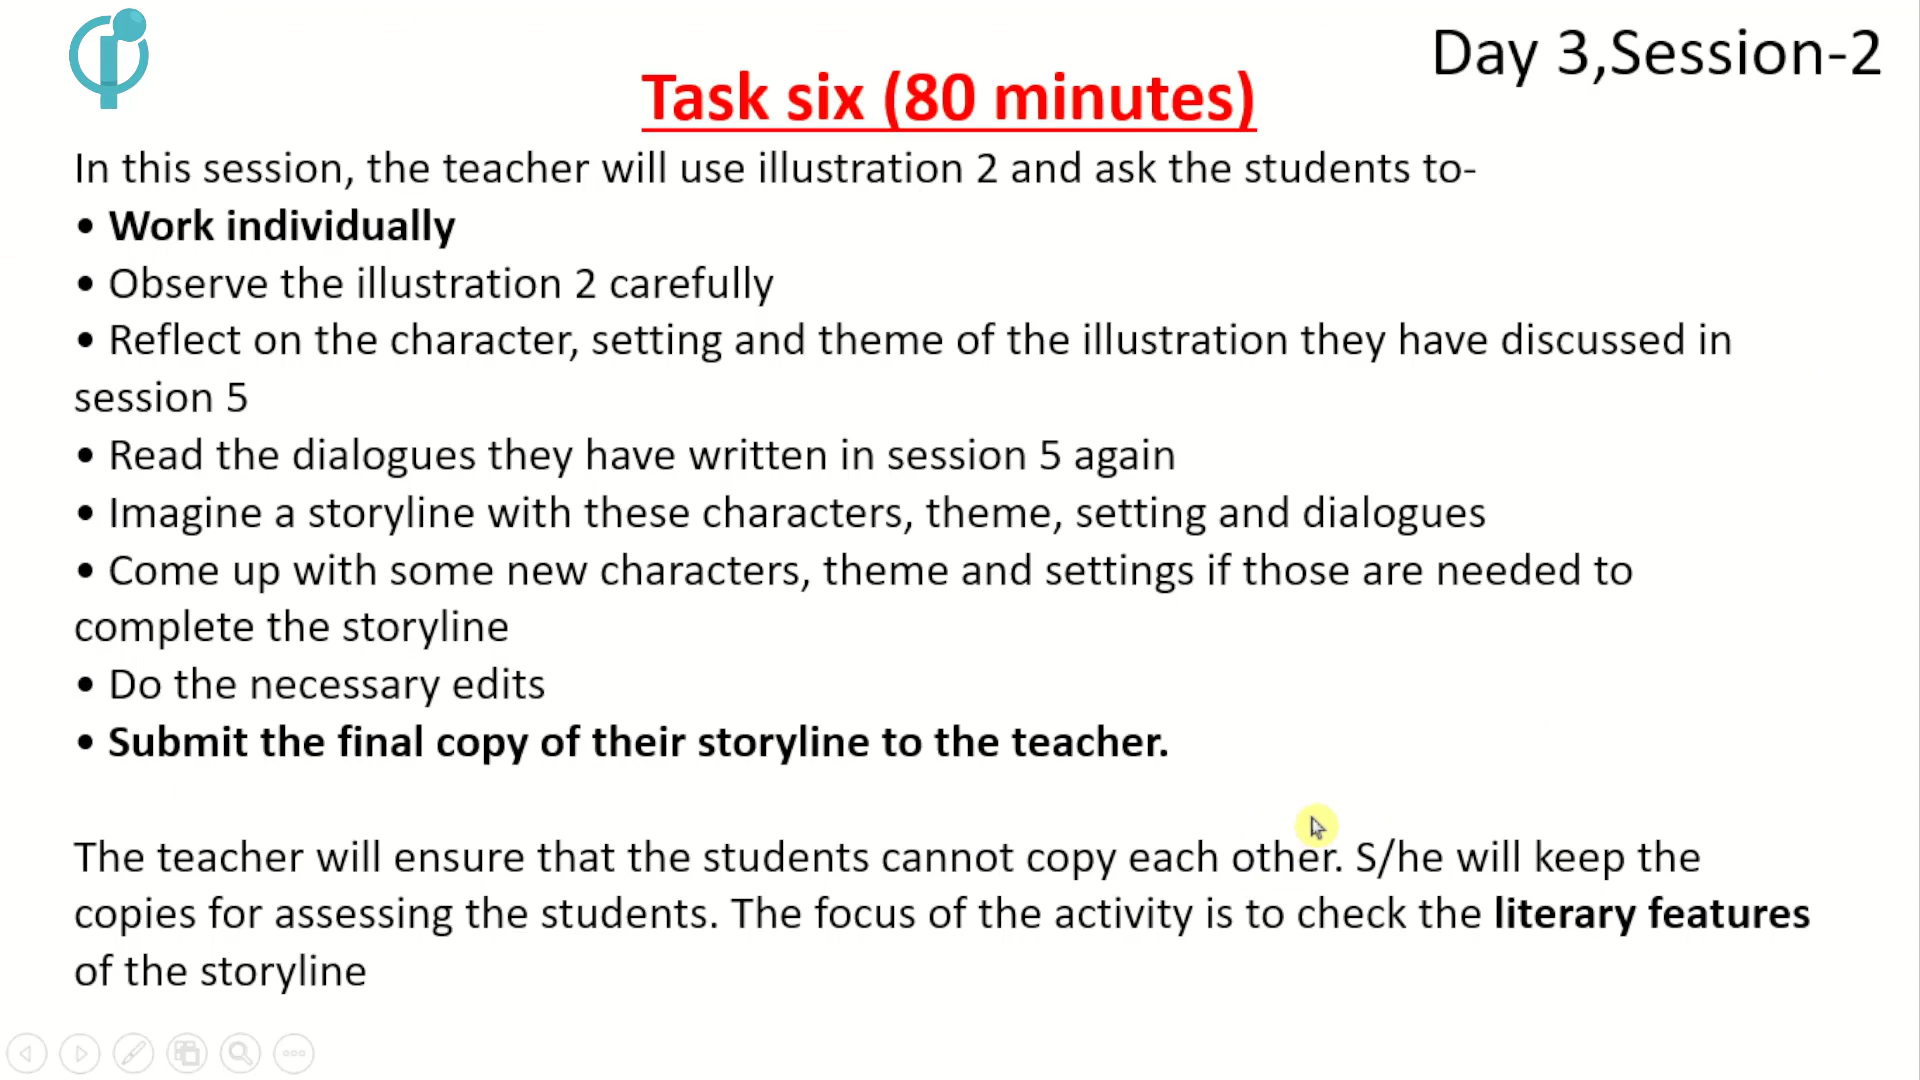 Day 3,Session-2
Task six (80 minutes)
In this session, the teacher will use illustration 2 and ask the students to-
• Work individually
• Observe the illustration 2 carefully
• Reflect on the character, setting and theme of the illustration they have discussed in
session 5
• Read the dialogues they have written in session 5 again
• Imagine a storyline with these characters, theme, setting and dialogues
• Come up with some new characters, theme and settings if those are needed to
complete the storyline
• Do the necessary edits
• Submit the final copy of their storyline to the teacher.
The teacher will ensure that the students cannot copy each other. S/he will keep the
copies for assessing the students. The focus of the activity is to check the literary features
of the storyline